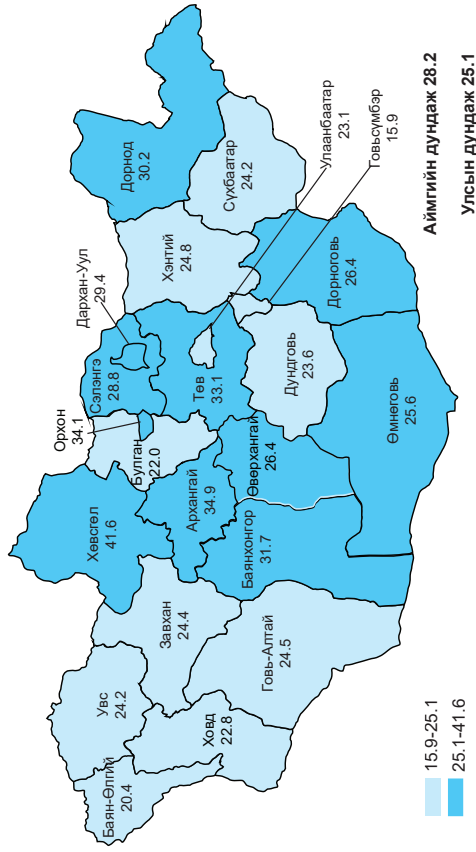 Баян-Өлгий
20.4
Увс
24.2
Ховд
22.8
Завхан
24.4
Говь-Алтай
24.5
Хөвсгөл
41.6
Архангай
34.9
Баянхонгор
31.7
Өвөрхангай
26.4
Булган
22.0
Орхон
34.1
Сэлэнгэ
28.8
Дархан-Уул
29.4
Төв
33.1
Дундговь
23.6
Өмнөговь
25.6
Хэнтий
24.8
Дорноговь
26.4
Дорнод
30.2
Сүхбаатар
24.2
Улаанбаатар
23.1
Говьсүмбэр
15.9
15.9-25.1
25.1-41.6
Аймгийн дундаж 28.2
Улсын дундаж 25.1